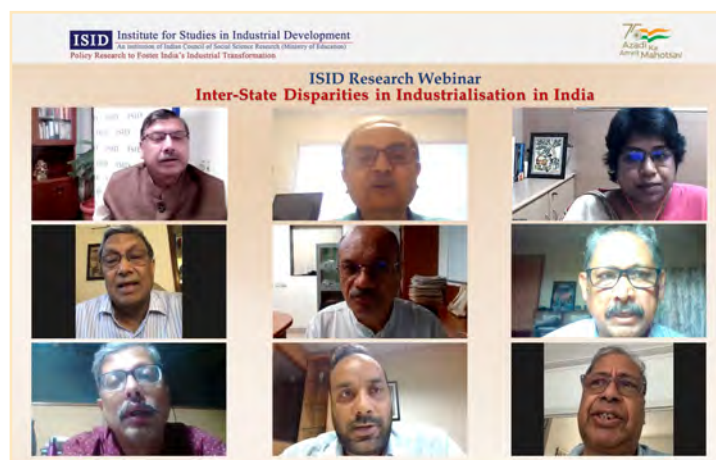 ISID Institute for Studies in Industrial Development
An institution of Indian Council of Social Science Research (Ministry of Education)
Policy Research to Foster India's Industrial Transformation
Azadi Ka
Amrit Mahotsav
ISID Research Webinar
Inter-State Disparities in Industrialisation in India